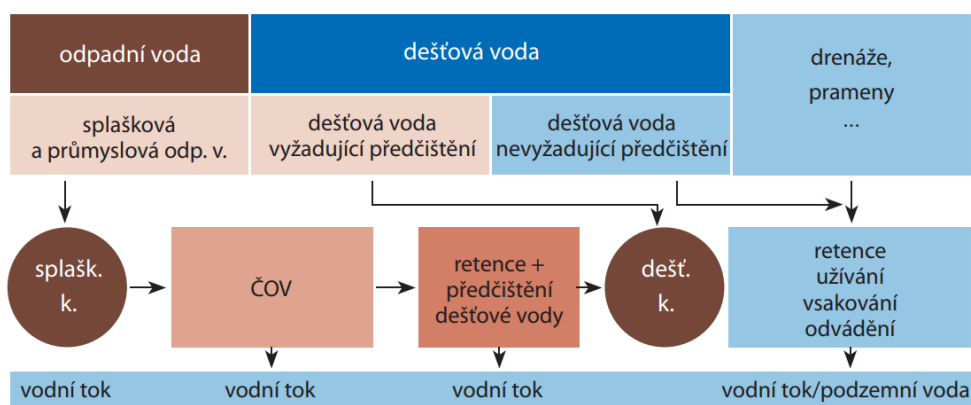 odpadní voda
dešťová voda
drenáže,
prameny
...
splašková
a průmyslová odp. v.
dešťová voda
vyžadující předčištění
dešťová voda
nevyžadující předčištění
splašk.
k.
ČOV
retence +
předčištění
dešťové vody
dešť.
k.
retence
užívání
vsakování
odvádění
vodní tok
vodní tok
vodní tok
vodní tok/podzemní voda